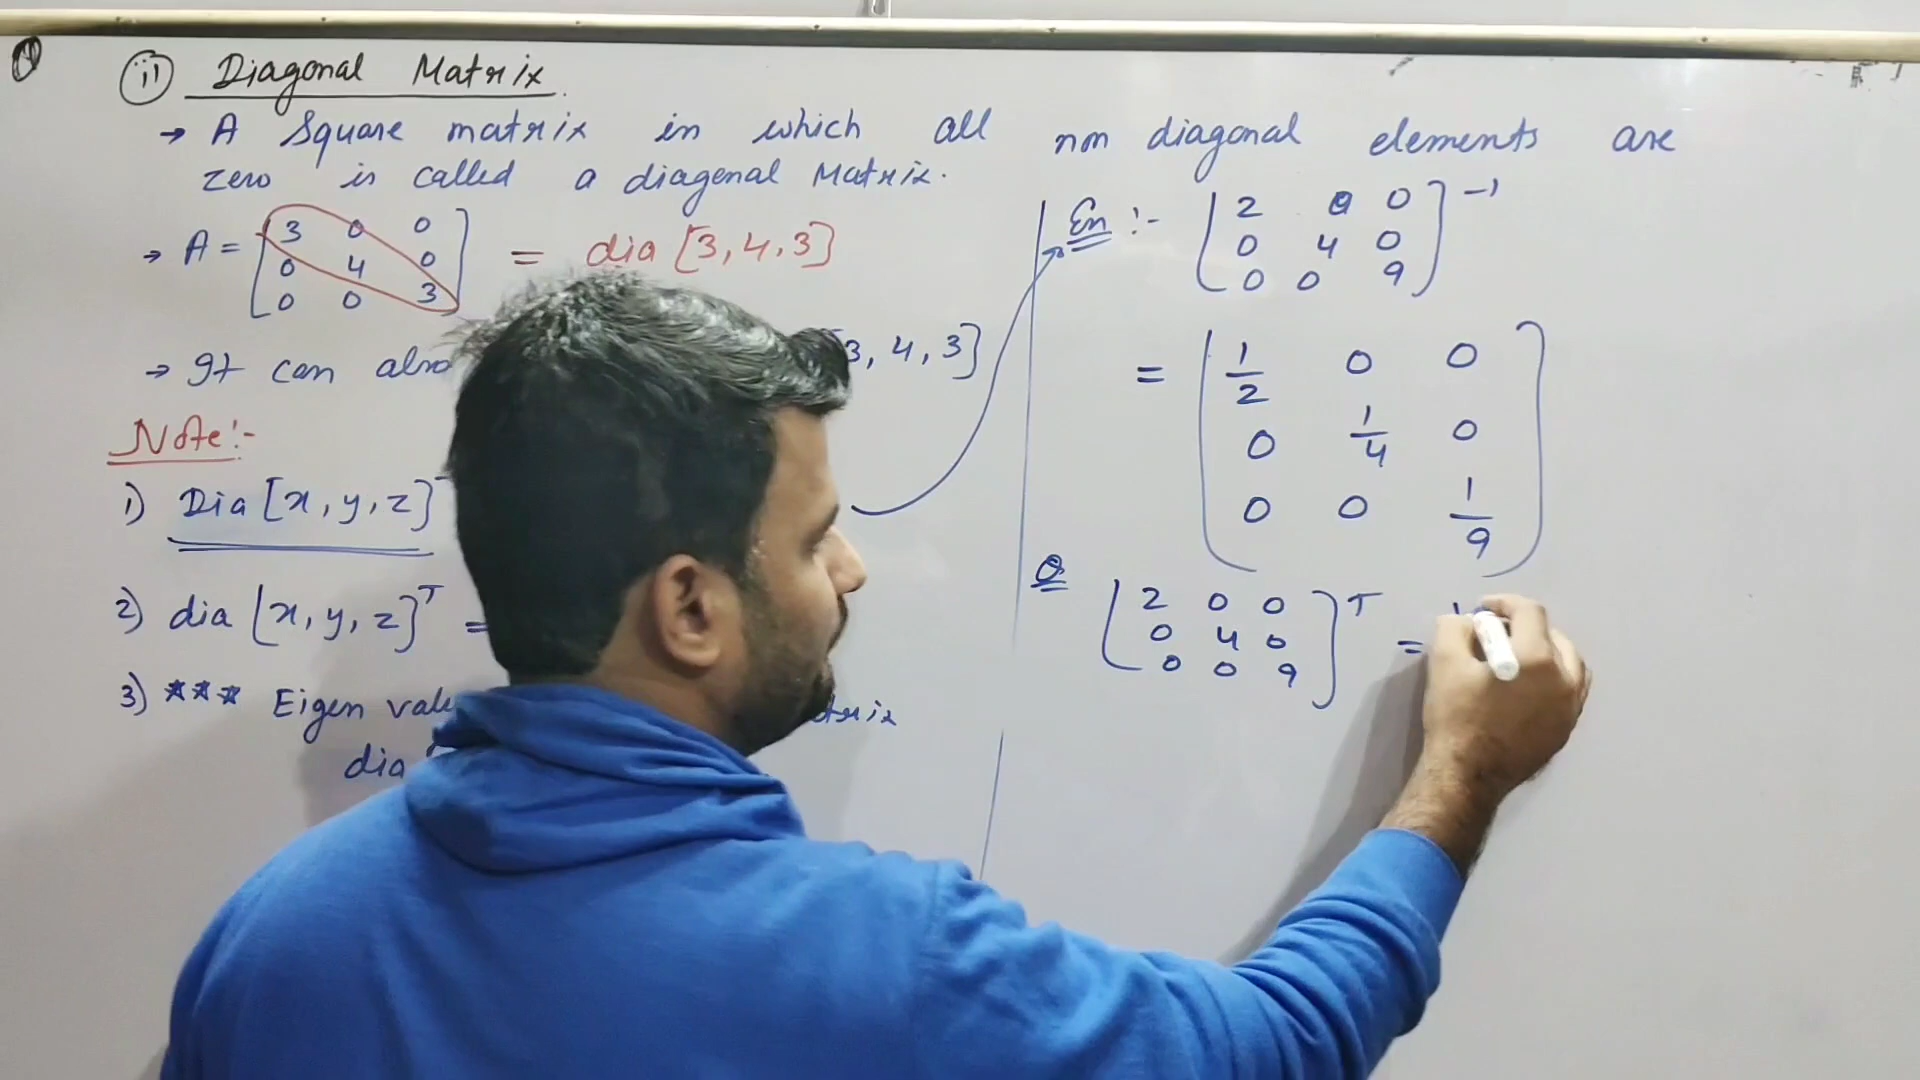 ii) Diagonal Matrix.
→ A square matrix in which all non diagonal elements are
zero is called a diagenal Matrix.
→ A = [3 0 0 = dia [3, 4, 3]
0 4 0
0 0 3]
→ It can also 3, 4, 3]
Note:-
1) Dia [x, y, z]
2) dia [x, y, z]ᵀ =
3) *** Eigen
dia
En :- [2 0 0
0 4 0
0 0 9]⁻¹
= [1/2 0 0
0 1/4 0
0 0 1/9]
Q [2 0 0
0 4 0
0 0 9]ᵀ =